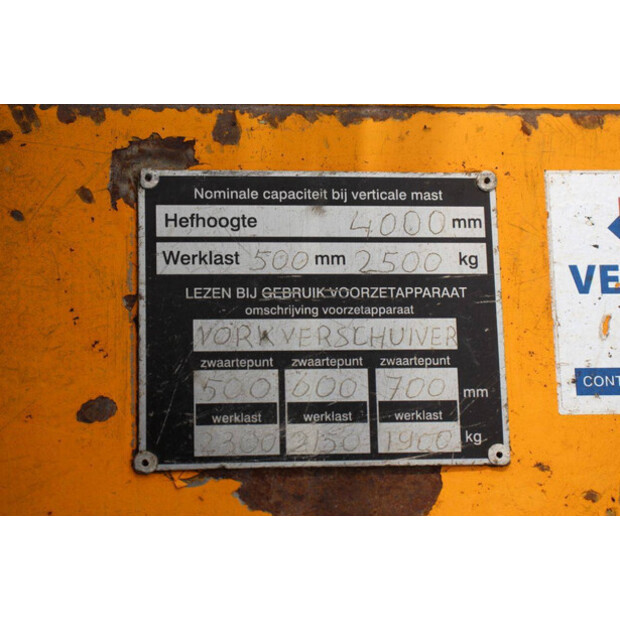 Nominale capaciteit bij verticale mast
Hefhoogte 4000 mm
Werklast 500 mm 2500 kg
LEZEN BIJ GEBRUIK VOORZETAPPARAAT
omschrijving voorzetapparaat
VORKVERSCHUIVER
zwaartepunt zwaartepunt zwaartepunt
500 600 700 mm
werklast werklast werklast
2300 2150 1900 kg
VE
CONT